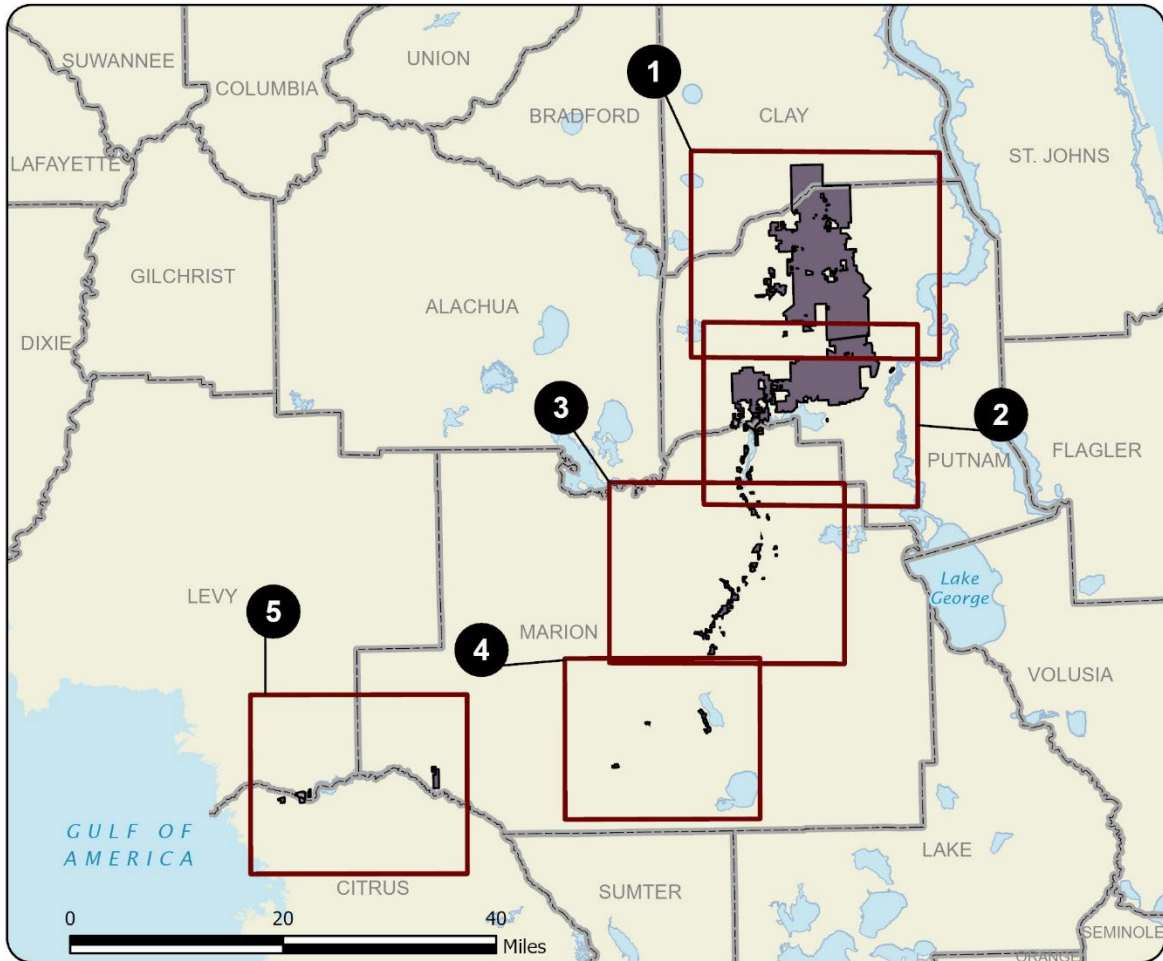 SUWANNEE
UNION
COLUMBIA
1
BRADFORD
CLAY
LAFAYETTE
ST. JOHNS
GILCHRIST
ALACHUA
DIXIE
3
2
PUTNAM
FLAGLER
Lake
George
LEVY
5
MARION
4
VOLUSIA
GULF OF
AMERICA
LAKE
CITRUS
SUMTER
0 20 40
Miles
SEMINOLE
ORANGE